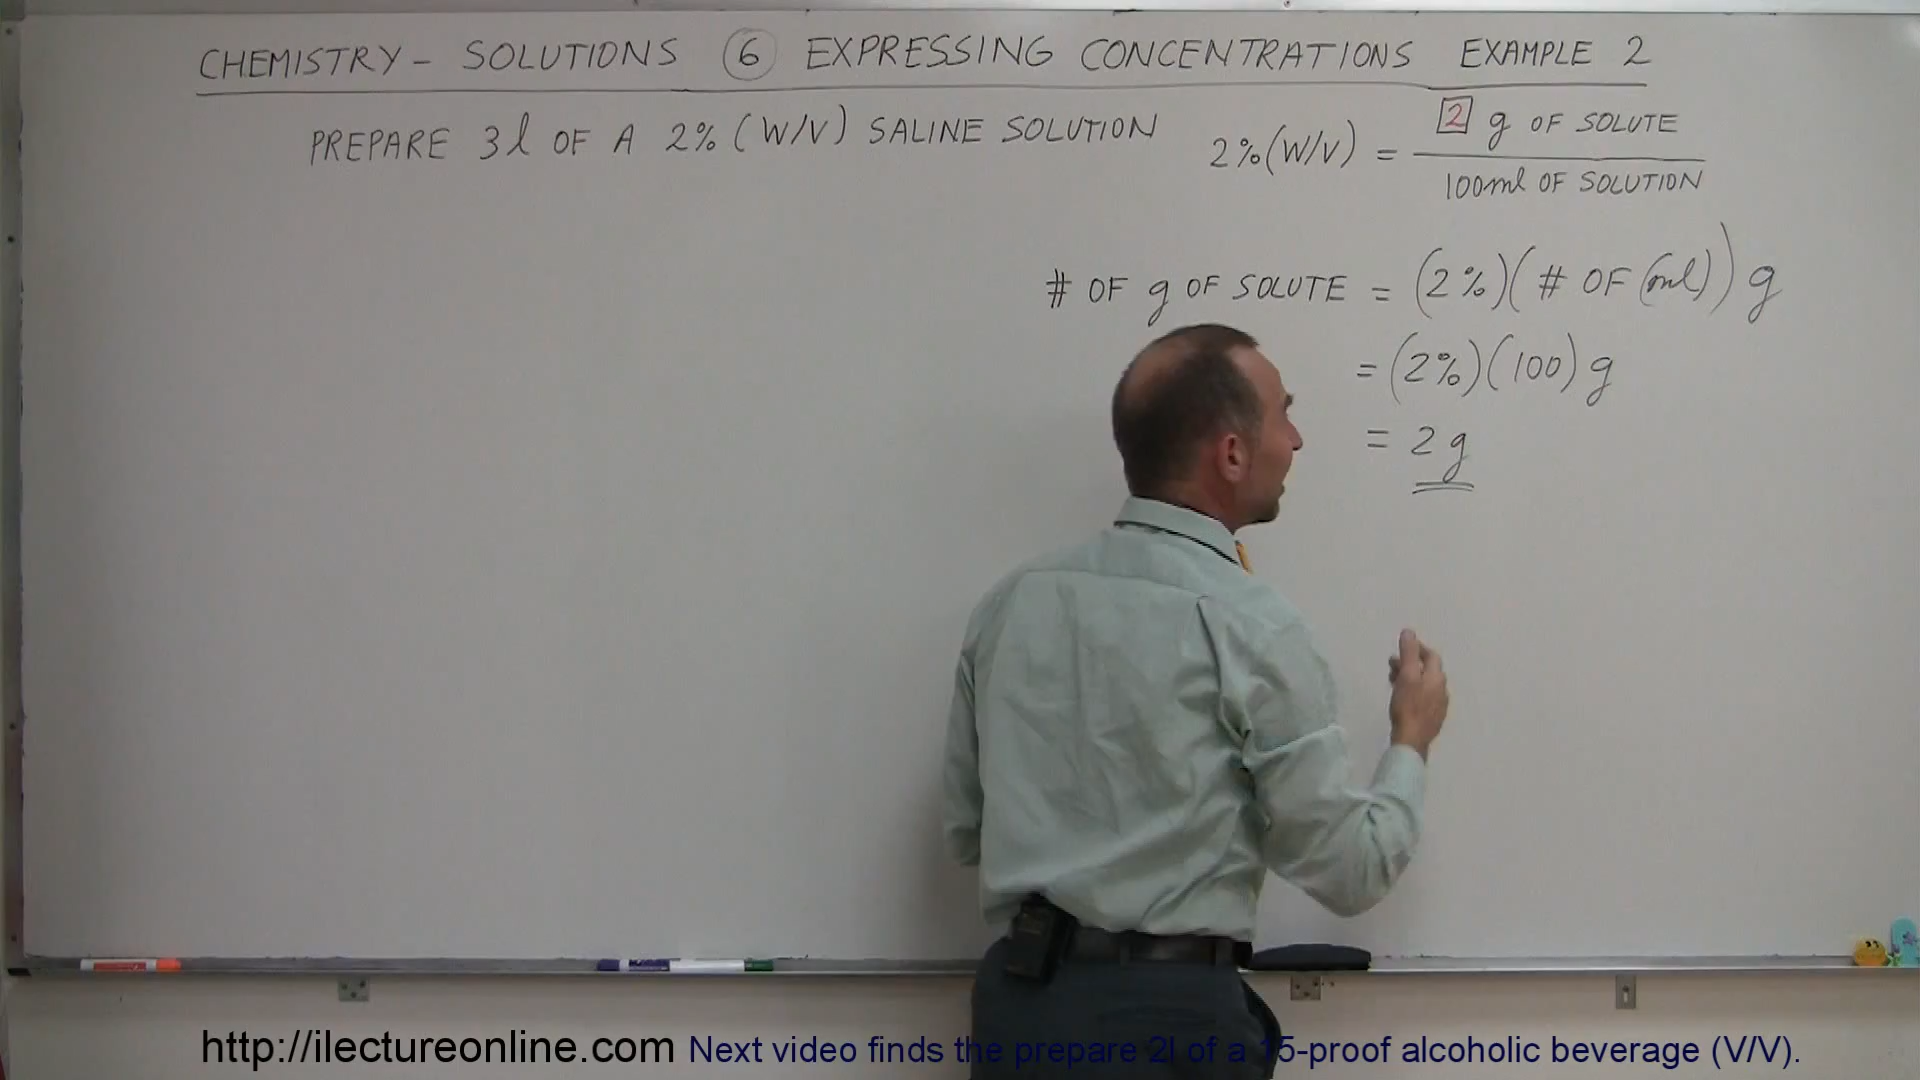 CHEMISTRY - SOLUTIONS 6 EXPRESSING CONCENTRATIONS EXAMPLE 2
PREPARE 3l OF A 2% (W/V) SALINE SOLUTION
2% (W/V) = 2 g OF SOLUTE
100ml OF SOLUTION
# OF g OF SOLUTE = (2%)(# OF (ml)) g
= (2%)(100) g
= 2 g
http://ilectureonline.com Next video finds the prepare 2l of a 15-proof alcoholic beverage (V/V).